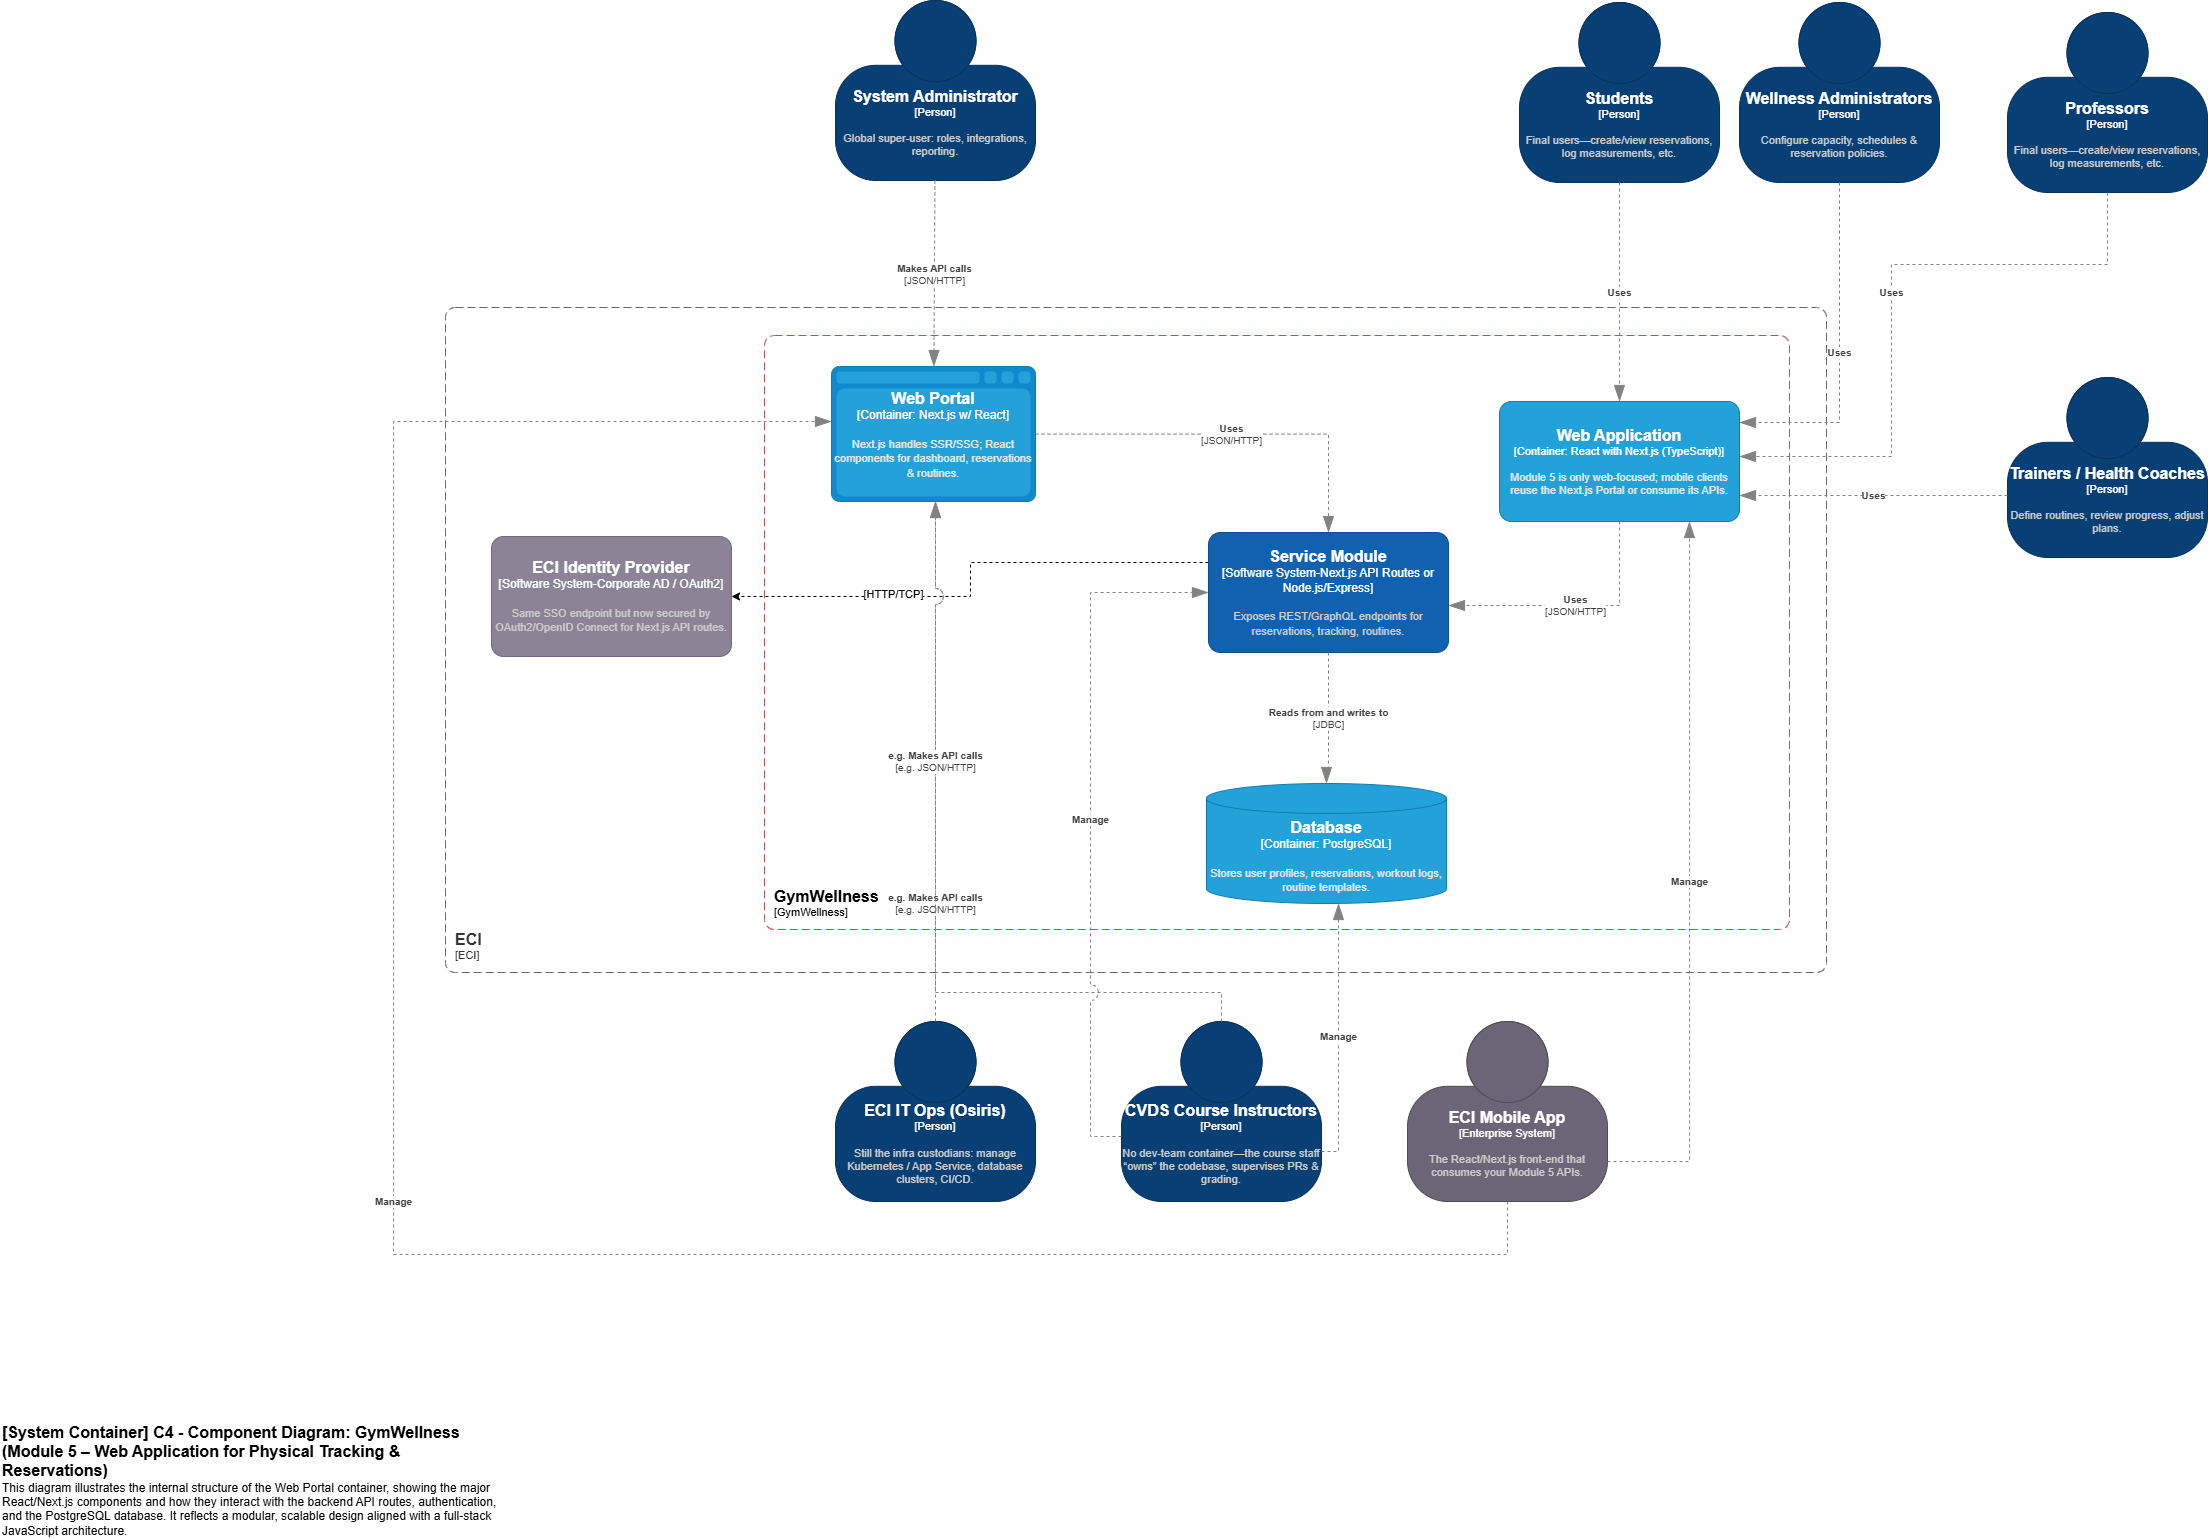 System Administrator
[Person]
Global super-user: roles, integrations,
reporting.
Students
[Person]
Final users—create/view reservations,
log measurements, etc.
Wellness Administrators
[Person]
Configure capacity, schedules &
reservation policies.
Professors
[Person]
Final users—create/view reservations,
log measurements, etc.
Makes API calls
[JSON/HTTP]
Uses
Uses
Uses
Web Portal
[Container: Next.js w/ React]
Next.js handles SSR/SSG; React
components for dashboard, reservations
& routines.
Uses
[JSON/HTTP]
Web Application
[Container: React with Next.js (TypeScript)]
Module 5 is only web-focused; mobile clients
reuse the Next.js Portal or consume its APIs.
Uses
Trainers / Health Coaches
[Person]
Define routines, review progress, adjust
plans.
ECI Identity Provider
[Software System-Corporate AD / OAuth2]
Same SSO endpoint but now secured by
OAuth2/OpenID Connect for Next.js API routes.
[HTTP/TCP]
Service Module
[Software System-Next.js API Routes or
Node.js/Express]
Exposes REST/GraphQL endpoints for
reservations, tracking, routines.
Uses
[JSON/HTTP]
Reads from and writes to
[JDBC]
e.g. Makes API calls
[e.g. JSON/HTTP]
Manage
Database
[Container: PostgreSQL]
Stores user profiles, reservations, workout logs,
routine templates.
Manage
GymWellness
[GymWellness]
e.g. Makes API calls
[e.g. JSON/HTTP]
ECI
[ECI]
Manage
ECI IT Ops (Osiris)
[Person]
Still the infra custodians: manage
Kubernetes / App Service, database
clusters, CI/CD.
CVDS Course Instructors
[Person]
No dev-team container—the course staff
“owns” the codebase, supervises PRs &
grading.
ECI Mobile App
[Enterprise System]
The React/Next.js front-end that
consumes your Module 5 APIs.
Manage
[System Container] C4 - Component Diagram: GymWellness
(Module 5 – Web Application for Physical Tracking &
Reservations)
This diagram illustrates the internal structure of the Web Portal container, showing the major
React/Next.js components and how they interact with the backend API routes, authentication,
and the PostgreSQL database. It reflects a modular, scalable design aligned with a full-stack
JavaScript architecture.